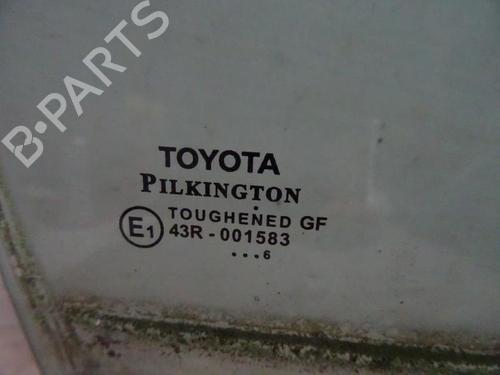 B-PARTS
TOYOTA
PILKINGTON
.
TOUGHENED GF
E1 43R - 001583
...6